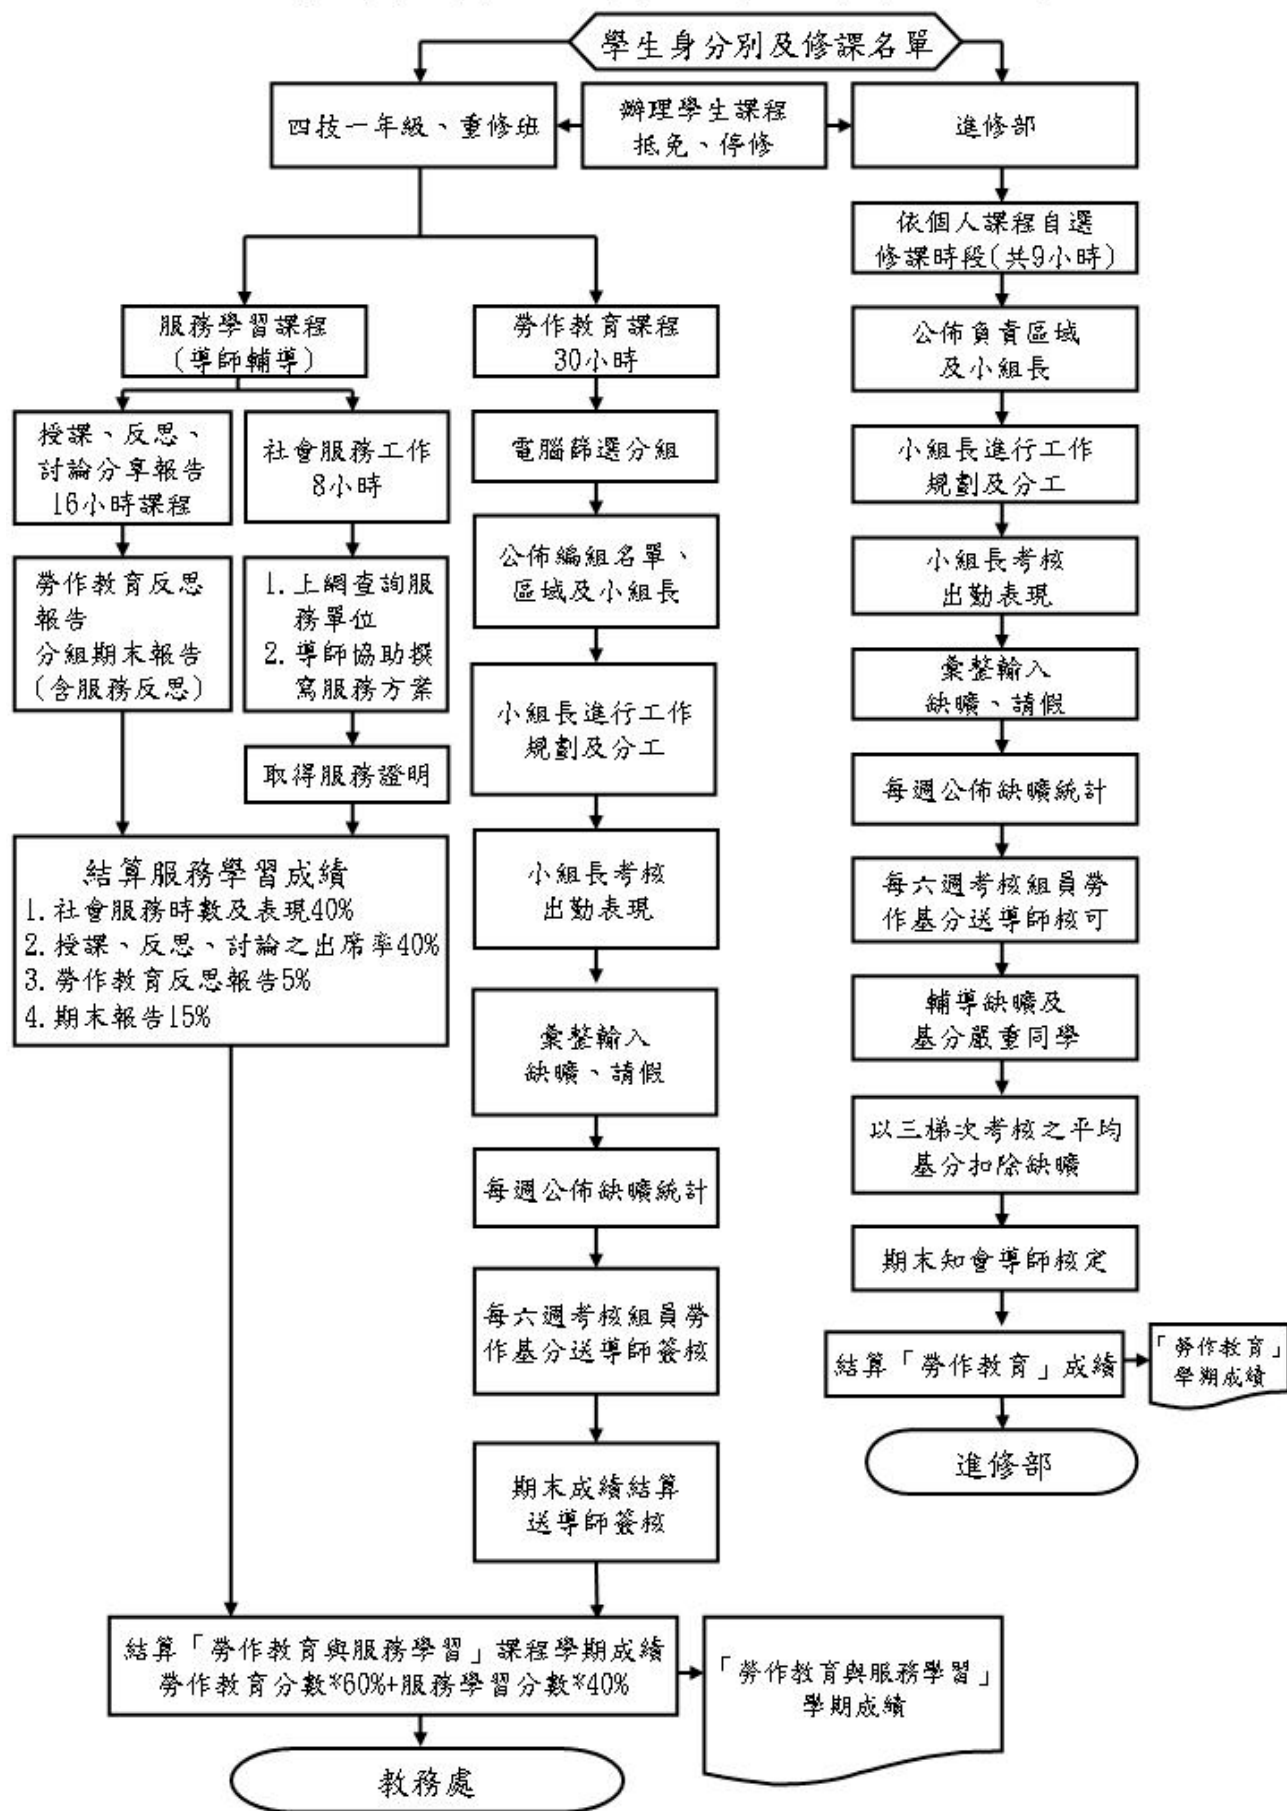 學生身分別及修課名單
四技一年級、重修班
辦理學生課程
抵免、停修
進修部
服務學習課程
(導師輔導)
授課、反思、
討論分享報告
16小時課程
社會服務工作
8小時
勞作教育反思
報告
分組期末報告
(含服務反思)
1.上網查詢服
務單位
2.導師協助撰
寫服務方案
取得服務證明
結算服務學習成績
1.社會服務時數及表現40%
2.授課、反思、討論之出席率40%
3.勞作教育反思報告5%
4.期末報告15%
勞作教育課程
30小時
電腦篩選分組
公佈編組名單、
區域及小組長
小組長進行工作
規劃及分工
小組長考核
出勤表現
彙整輸入
缺曠、請假
每週公佈缺曠統計
每六週考核組員勞
作基分送導師簽核
期末成績結算
送導師簽核
結算「勞作教育與服務學習」課程學期成績
勞作教育分數*60%+服務學習分數*40%
「勞作教育與服務學習」
學期成績
教務處
依個人課程自選
修課時段(共9小時)
公佈負責區域
及小組長
小組長進行工作
規劃及分工
小組長考核
出勤表現
彙整輸入
缺曠、請假
每週公佈缺曠統計
每六週考核組員勞
作基分送導師核可
輔導缺曠及
基分嚴重同學
以三梯次考核之平均
基分扣除缺曠
期末知會導師核定
結算「勞作教育」成績
「勞作教育」
學期成績
進修部